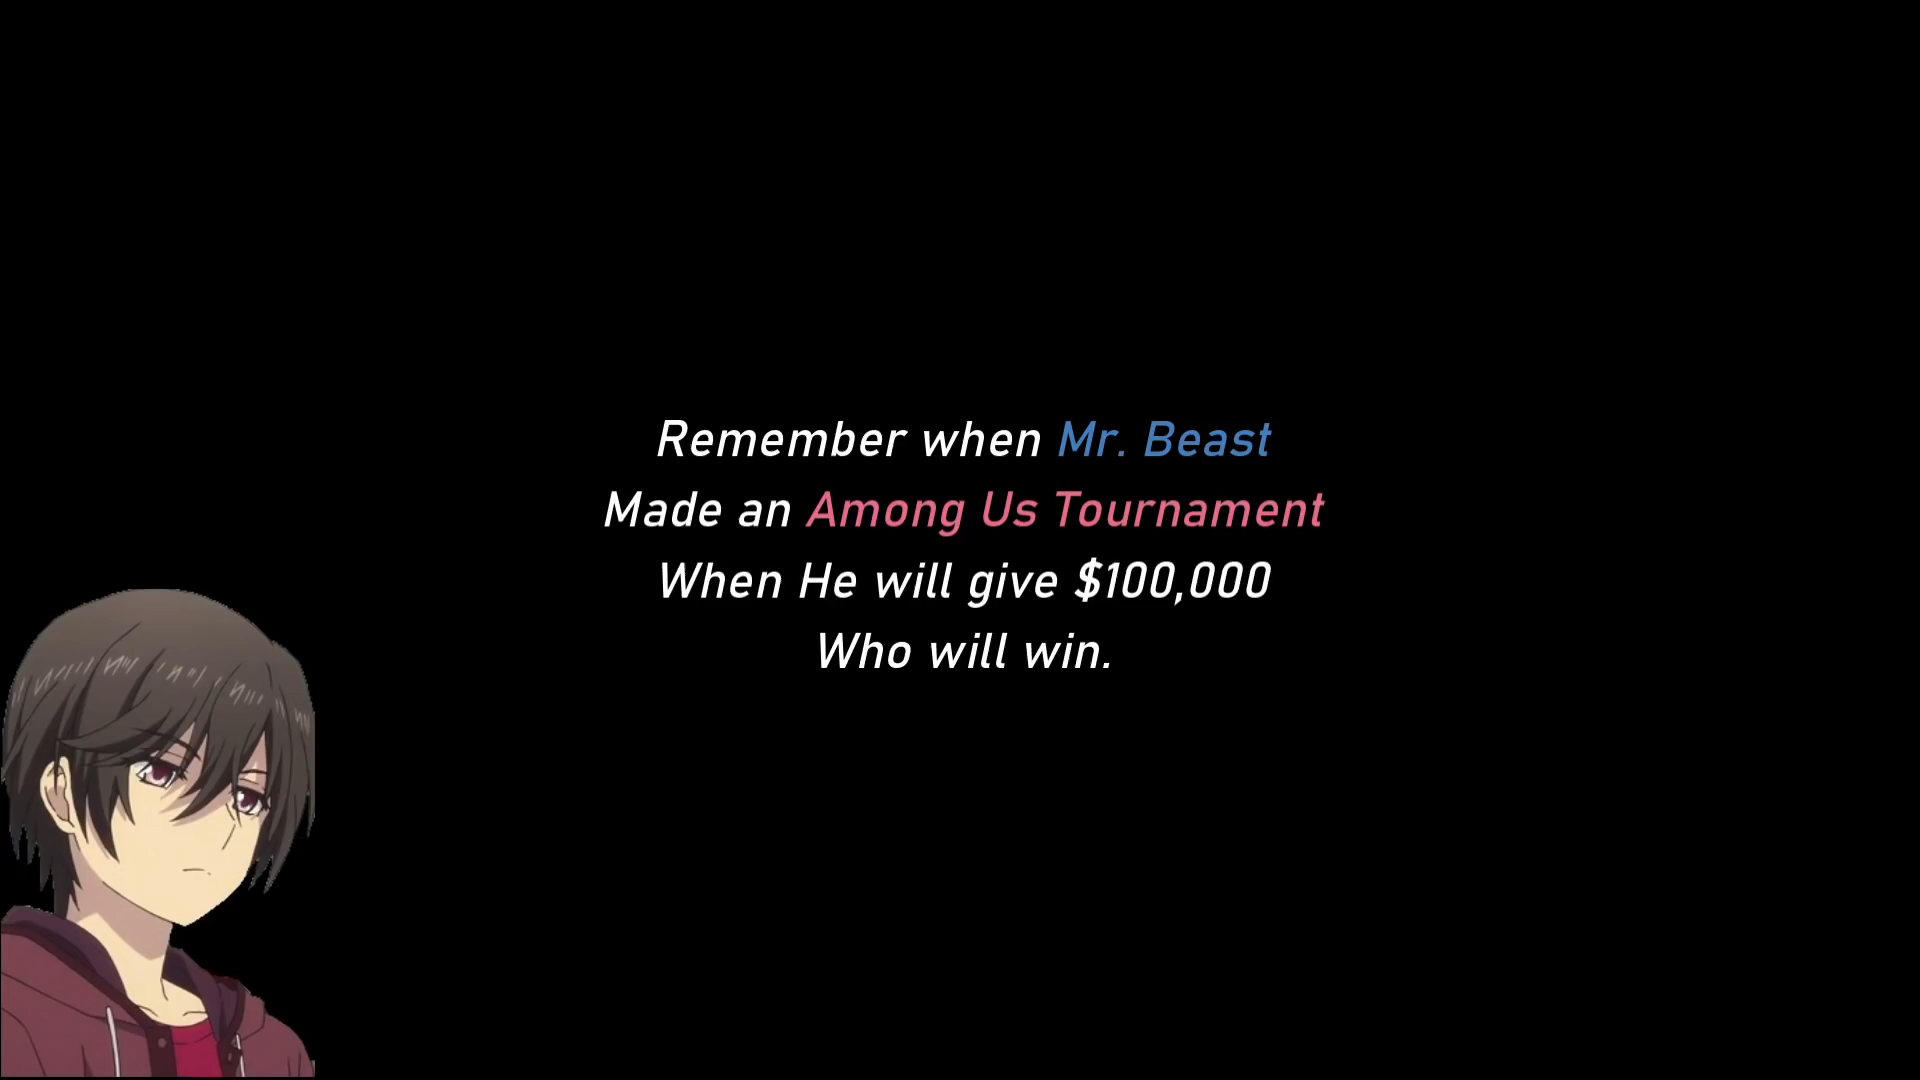 Remember when Mr. Beast
Made an Among Us Tournament
When He will give $100,000
Who will win.